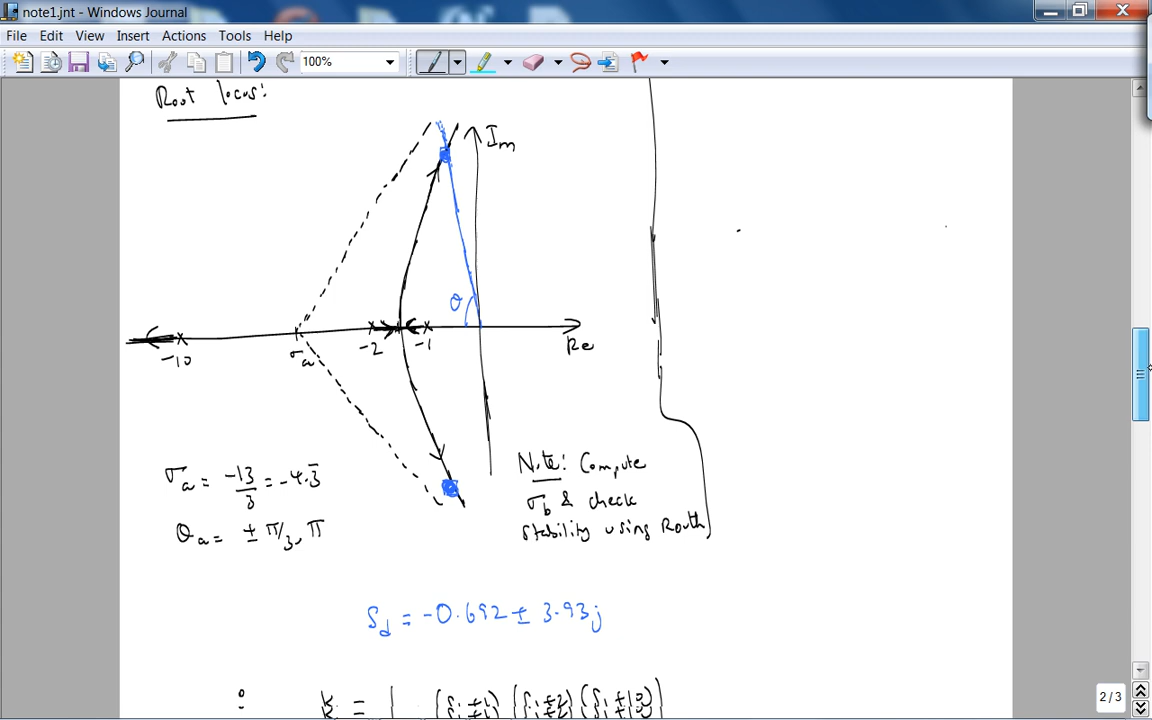 note1.jnt - Windows Journal
File Edit View Insert Actions Tools Help
100%
Root locus:
Im
θ
-10
σa
-2
-1
Re
σa = -13/3 = -4.3̄
θa = ± π/3, π
Note: Compute
σb & check
stability using Routh
Sd = -0.692 ± 3.93j
2/3